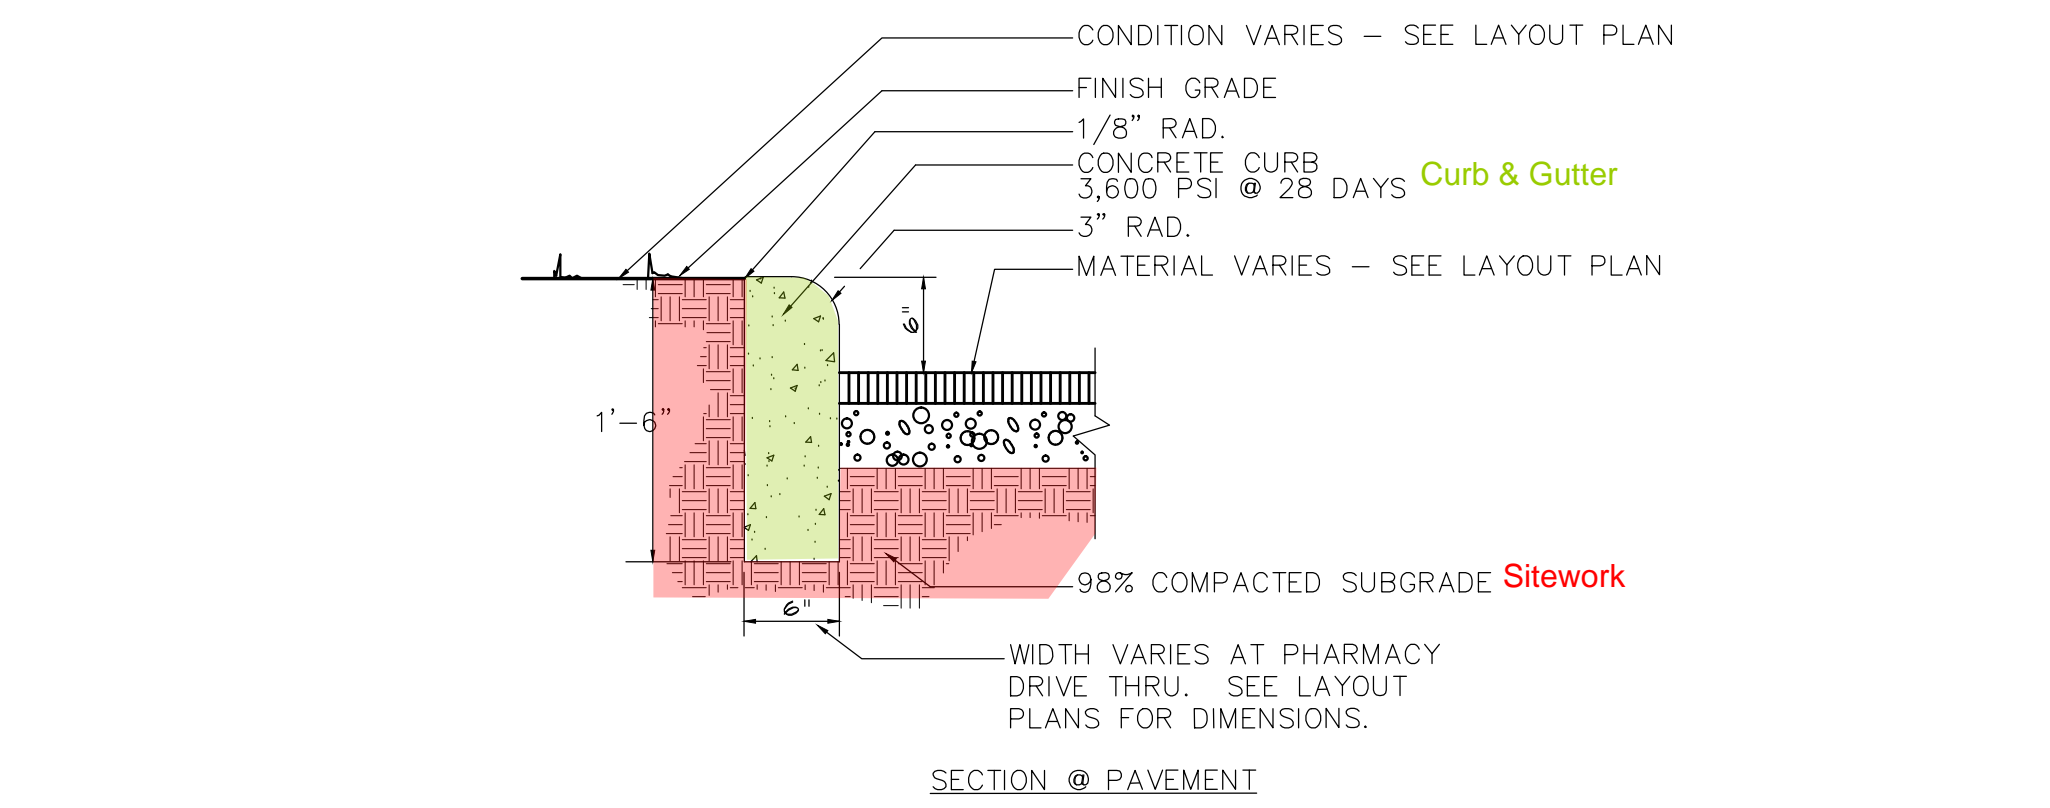 CONDITION VARIES – SEE LAYOUT PLAN
FINISH GRADE
1/8" RAD.
CONCRETE CURB
3,600 PSI @ 28 DAYS Curb & Gutter
3" RAD.
MATERIAL VARIES – SEE LAYOUT PLAN
6"
1'–6"
98% COMPACTED SUBGRADE Sitework
6"
WIDTH VARIES AT PHARMACY
DRIVE THRU. SEE LAYOUT
PLANS FOR DIMENSIONS.
SECTION @ PAVEMENT